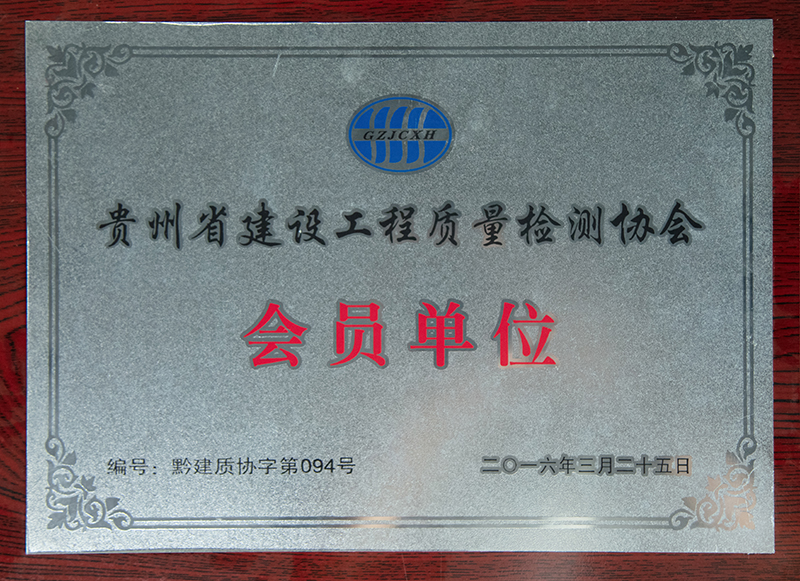 GZJCXH
贵州省建设工程质量检测协会
会员单位
编号：黔建质协字第094号
二〇一六年三月二十五日